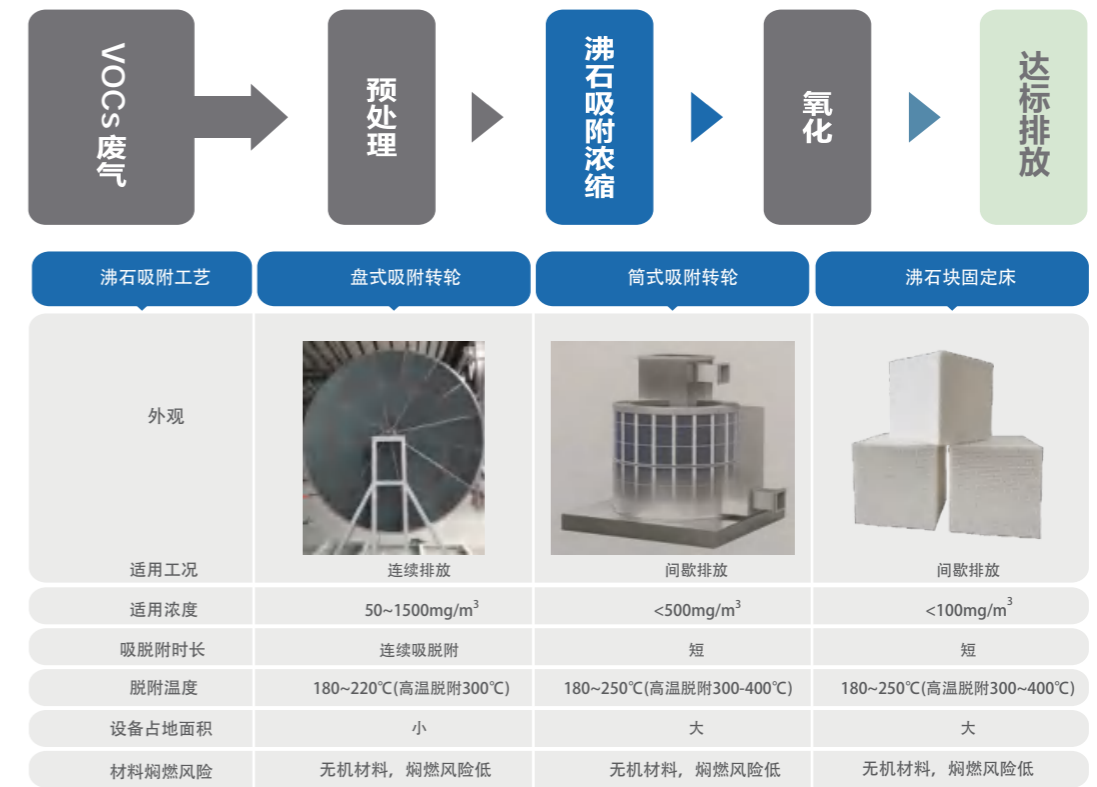 VOCs废气
预处理
沸石吸附浓缩
氧化
达标排放
沸石吸附工艺 盘式吸附转轮 筒式吸附转轮 沸石块固定床
外观
适用工况 连续排放 间歇排放 间歇排放
适用浓度 50~1500mg/m³ <500mg/m³ <100mg/m³
吸脱附时长 连续吸脱附 短 短
脱附温度 180~220℃(高温脱附300℃) 180~250℃(高温脱附300-400℃) 180~250℃(高温脱附300~400℃)
设备占地面积 小 大 大
材料焖燃风险 无机材料，焖燃风险低 无机材料，焖燃风险低 无机材料，焖燃风险低